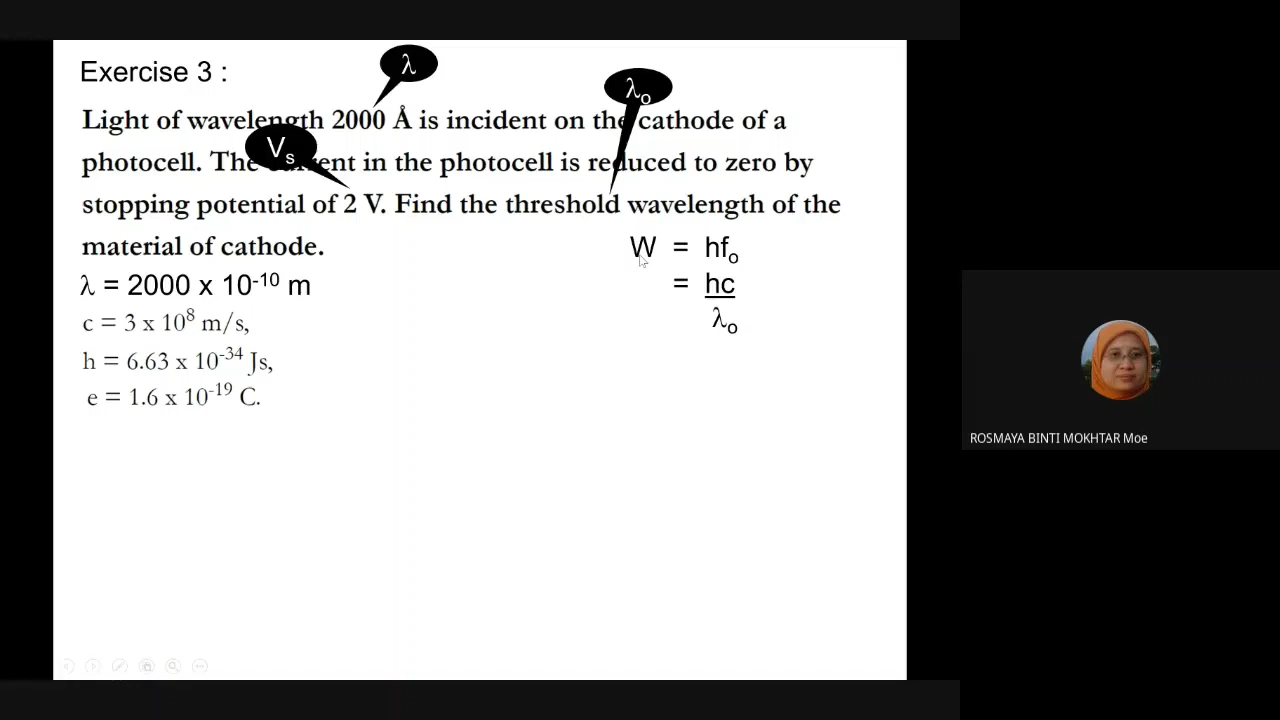 Exercise 3 :
λ
λo
Light of wavelength 2000 Å is incident on the cathode of a
Vs
photocell. The current in the photocell is reduced to zero by
stopping potential of 2 V. Find the threshold wavelength of the
material of cathode.
W = hfo
λ = 2000 x 10-10 m
= hc
λo
c = 3 x 108 m/s,
h = 6.63 x 10-34 Js,
e = 1.6 x 10-19 C.
ROSMAYA BINTI MOKHTAR Moe